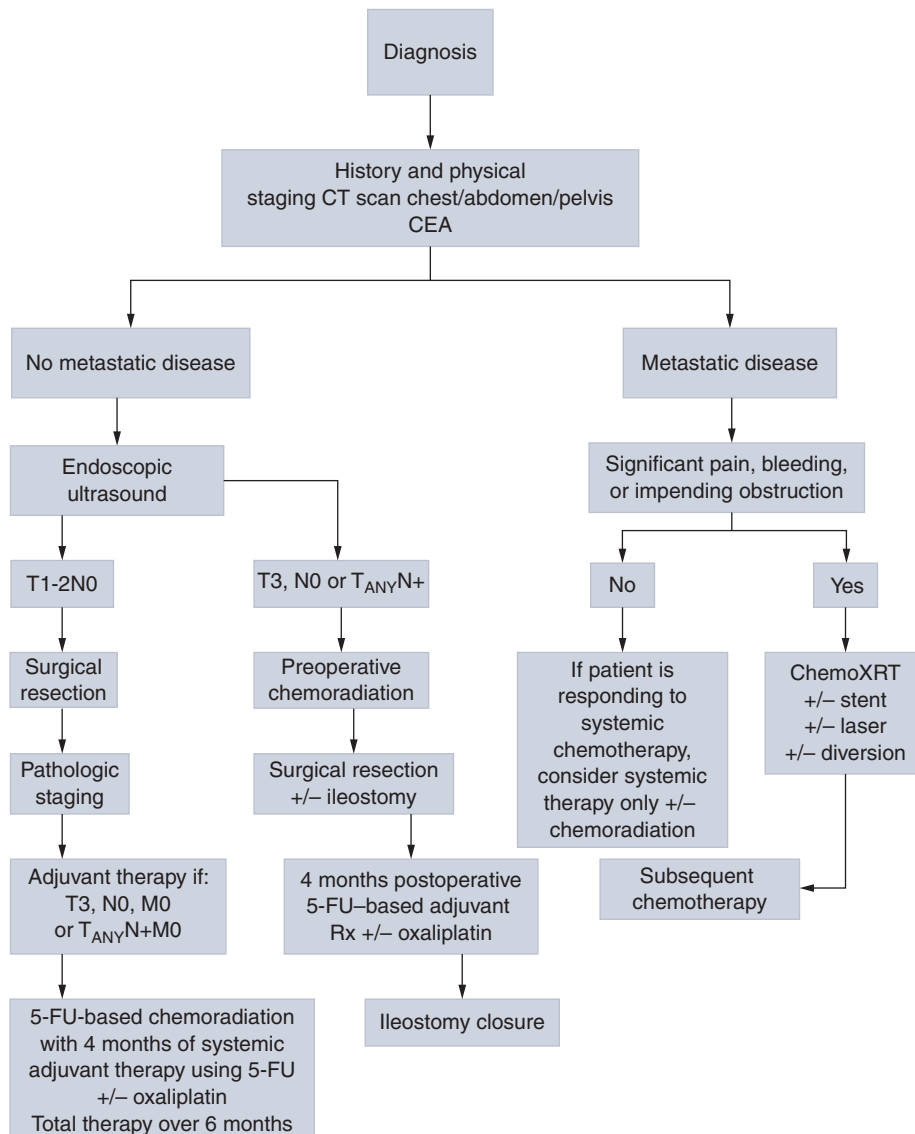 Diagnosis
History and physical
staging CT scan chest/abdomen/pelvis
CEA
No metastatic disease
Metastatic disease
Endoscopic
ultrasound
Significant pain, bleeding,
or impending obstruction
T1-2N0
T3, N0 or TANYN+
No
Yes
Surgical
resection
Preoperative
chemoradiation
If patient is
responding to
systemic
chemotherapy,
consider systemic
therapy only +/–
chemoradiation
ChemoXRT
+/– stent
+/– laser
+/– diversion
Pathologic
staging
Surgical resection
+/– ileostomy
Adjuvant therapy if:
T3, N0, M0
or TANYN+M0
4 months postoperative
5-FU–based adjuvant
Rx +/– oxaliplatin
Subsequent
chemotherapy
5-FU-based chemoradiation
with 4 months of systemic
adjuvant therapy using 5-FU
+/– oxaliplatin
Total therapy over 6 months
Ileostomy closure